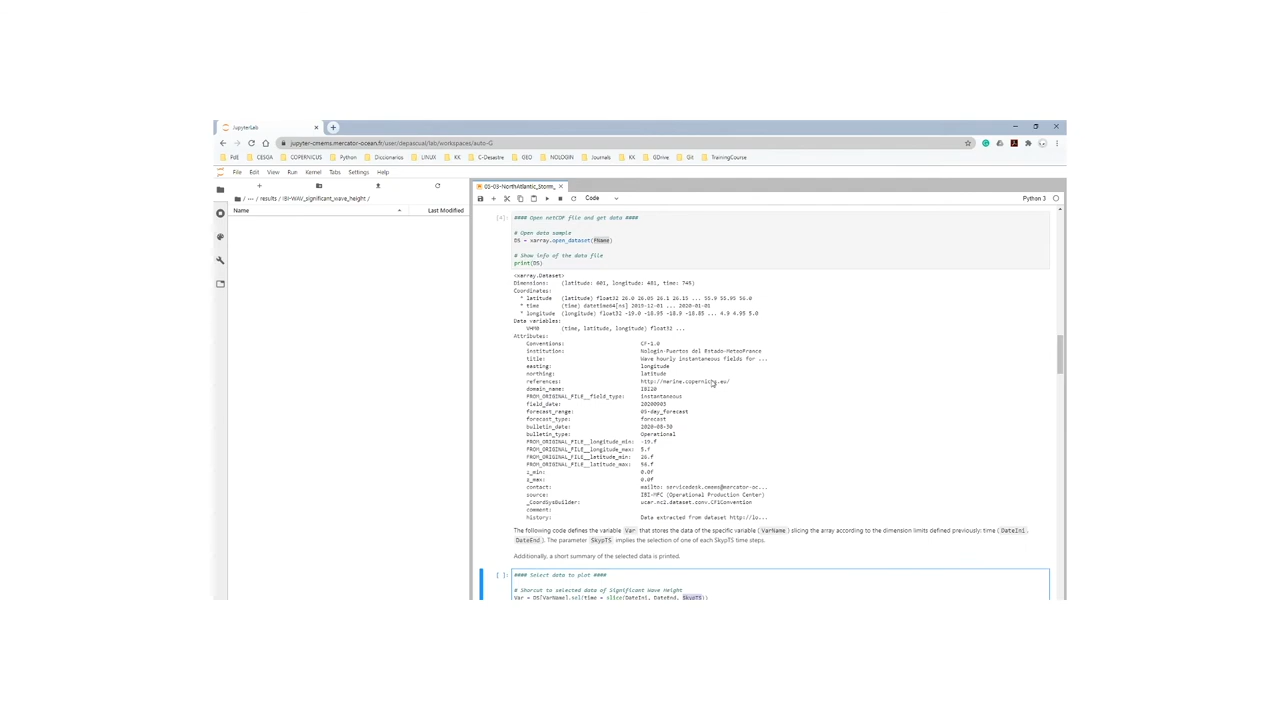 JupyterLab
jupyter-cmems.mercator-ocean.fr/user/depascual/lab/workspaces/auto-G
PdE CESGA COPERNICUS Python Diccionarios LINUX KK C-Desastre GEO NOLOGIN Journals KK GDrive Git TrainingCourse
File Edit View Run Kernel Tabs Settings Help
03-03-NorthAtlantic_Storm_
/ ··· / results / IBI-WAV_significant_wave_height /
Code Python 3
Name Last Modified
#### Open netCDF file and get data ####
# Open data sample
DS = xarray.open_dataset(FName)
# Show info of the data file
print(DS)
<xarray.Dataset>
Dimensions: (latitude: 601, longitude: 481, time: 745)
Coordinates:
* latitude (latitude) float32 26.0 26.05 26.1 26.15 ... 55.9 55.95 56.0
* time (time) datetime64[ns] 2019-12-01 ... 2020-01-01
* longitude (longitude) float32 -19.0 -18.95 -18.9 -18.85 ... 4.9 4.95 5.0
Data variables:
VHM0 (time, latitude, longitude) float32 ...
Attributes:
Conventions: CF-1.0
institution: Nologin-Puertos del Estado-MeteoFrance
title: Wave hourly instantaneous fields for ...
easting: longitude
northing: latitude
references: http://marine.copernicus.eu/
domain_name: IBI20
FROM_ORIGINAL_FILE__field_type: instantaneous
field_date: 20200903
forecast_range: 05-day_forecast
forecast_type: forecast
bulletin_date: 2020-08-30
bulletin_type: Operational
FROM_ORIGINAL_FILE__longitude_min: -19.f
FROM_ORIGINAL_FILE__longitude_max: 5.f
FROM_ORIGINAL_FILE__latitude_min: 26.f
FROM_ORIGINAL_FILE__latitude_max: 56.f
z_min: 0.0f
z_max: 0.0f
contact: mailto: servicedesk.cmems@mercator-oc...
source: IBI-MFC (Operational Production Center)
_CoordSysBuilder: ucar.nc2.dataset.conv.CF1Convention
comment:
history: Data extracted from dataset http://lo...
The following code defines the variable Var that stores the data of the specific variable (VarName) slicing the array according to the dimension limits defined previously: time (DateIni,
DateEnd). The parameter SkypTS implies the selection of one of each SkypTS time steps.
Additionally, a short summary of the selected data is printed.
[ ]: #### Select data to plot ####
# Shorcut to selected data of Significant Wave Height
Var = DS[VarName].sel(time = slice(DateIni, DateEnd, SkypTS))